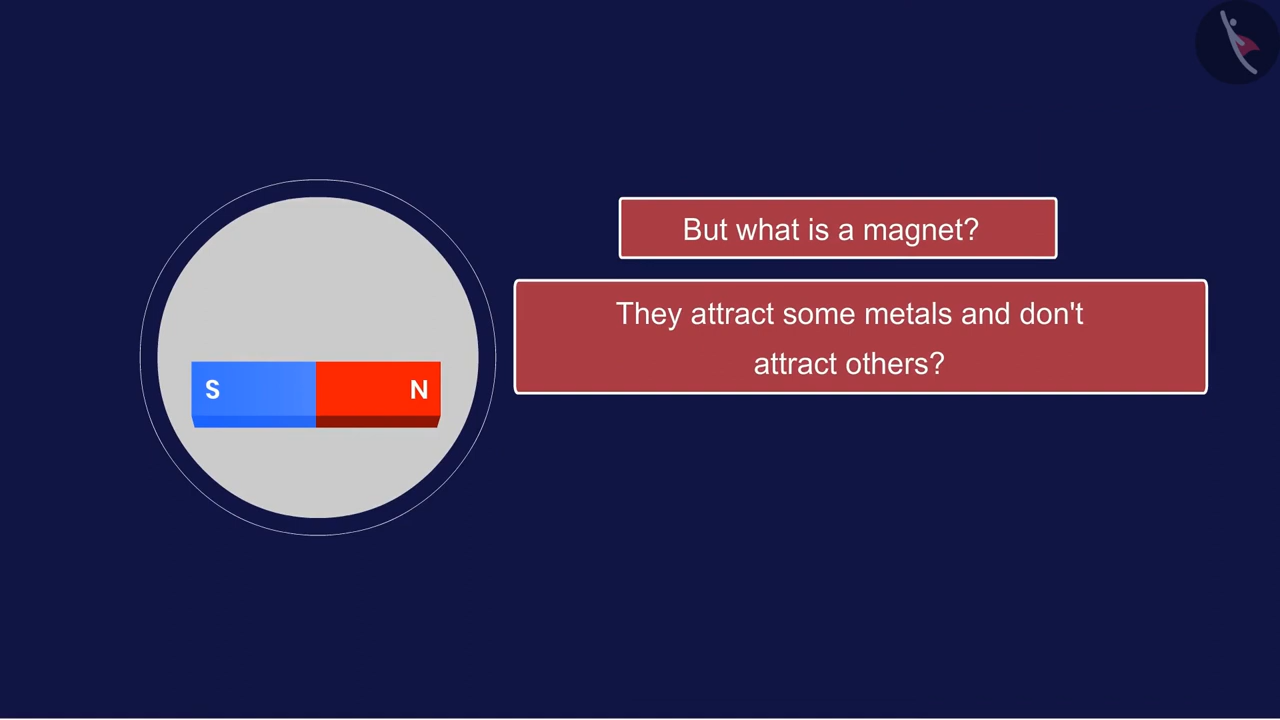 But what is a magnet?
They attract some metals and don't
attract others?
S N